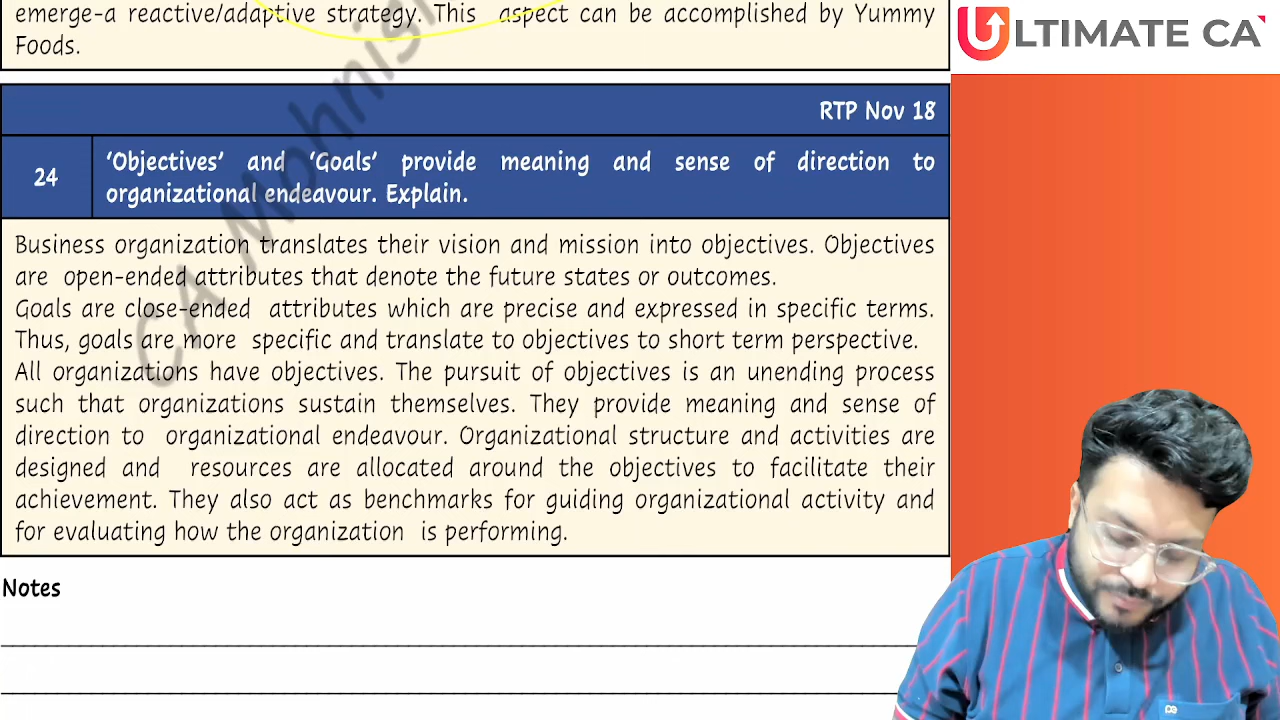 emerge-a reactive/adaptive strategy. This aspect can be accomplished by Yummy
Foods.
ULTIMATE CA
RTP Nov 18
24
'Objectives' and 'Goals' provide meaning and sense of direction to
organizational endeavour. Explain.
Business organization translates their vision and mission into objectives. Objectives
are open-ended attributes that denote the future states or outcomes.
Goals are close-ended attributes which are precise and expressed in specific terms.
Thus, goals are more specific and translate to objectives to short term perspective.
All organizations have objectives. The pursuit of objectives is an unending process
such that organizations sustain themselves. They provide meaning and sense of
direction to organizational endeavour. Organizational structure and activities are
designed and resources are allocated around the objectives to facilitate their
achievement. They also act as benchmarks for guiding organizational activity and
for evaluating how the organization is performing.
Notes